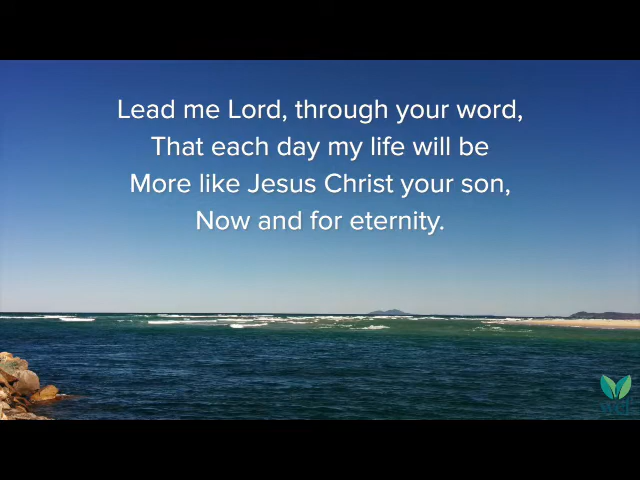 Lead me Lord, through your word,
That each day my life will be
More like Jesus Christ your son,
Now and for eternity.